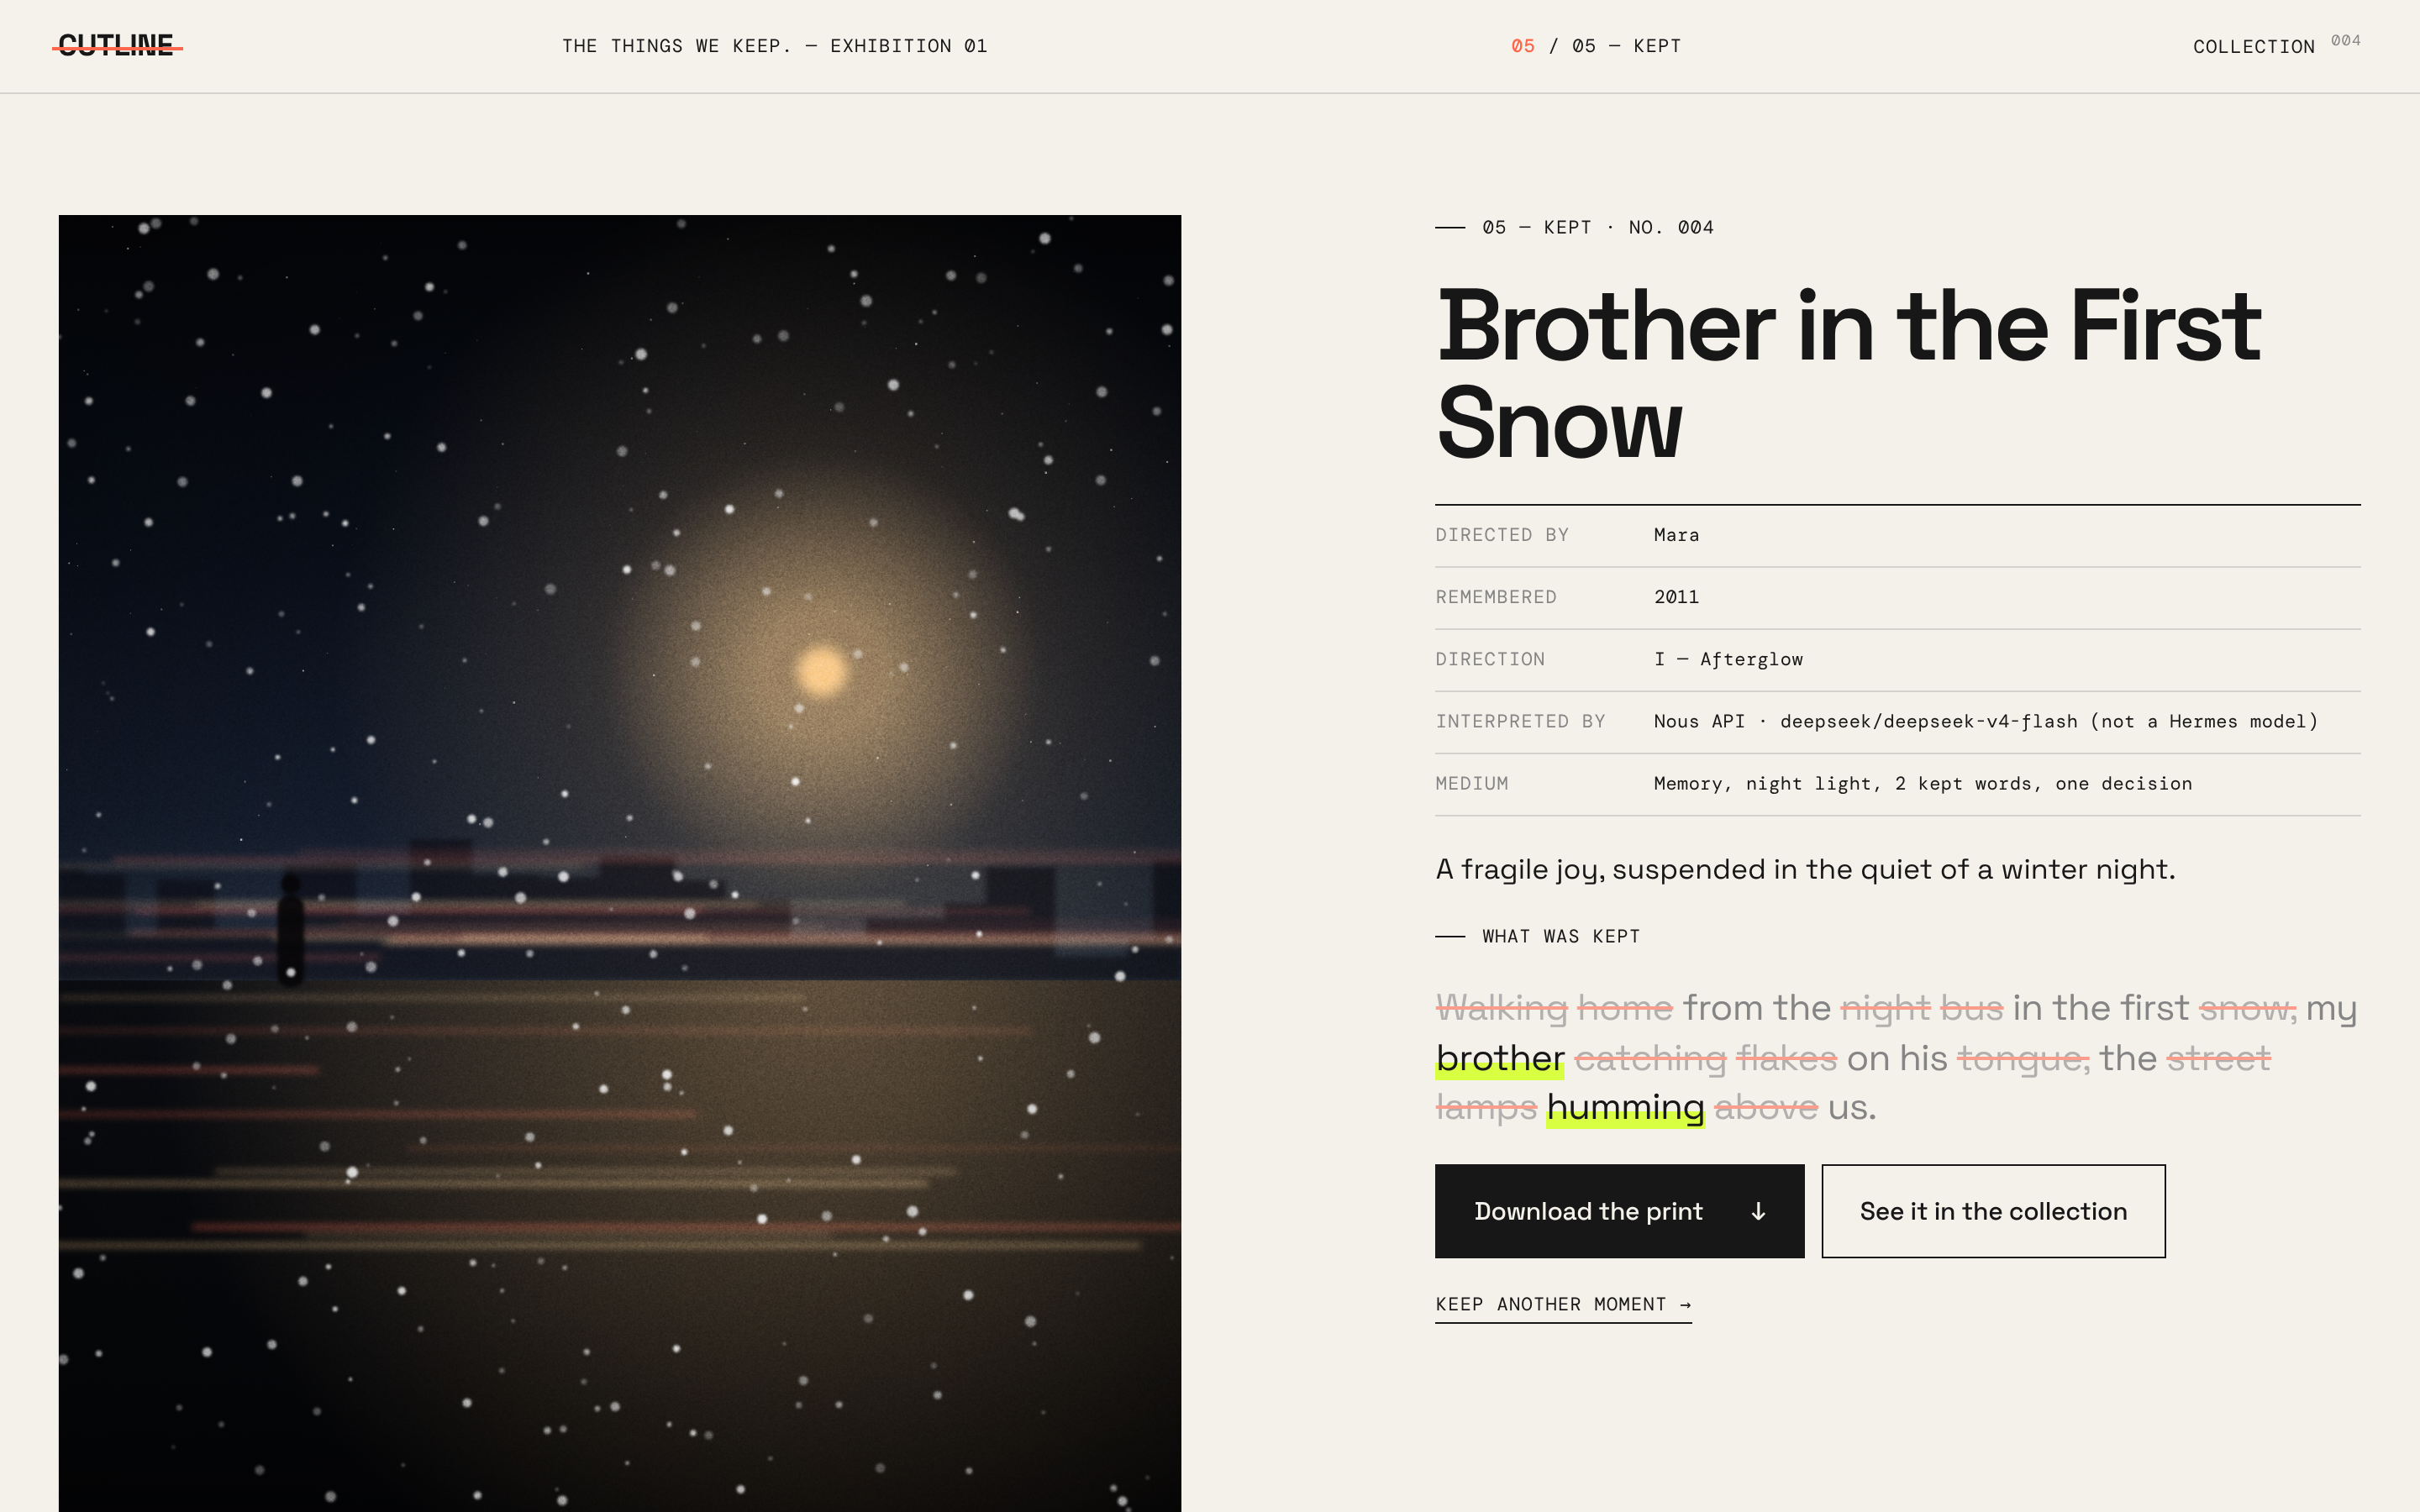 CUTLINE
THE THINGS WE KEEP. — EXHIBITION 01
05 / 05 — KEPT
COLLECTION 004
05 — KEPT · NO. 004
Brother in the First
Snow
DIRECTED BY Mara
REMEMBERED 2011
DIRECTION I — Afterglow
INTERPRETED BY Nous API · deepseek/deepseek-v4-flash (not a Hermes model)
MEDIUM Memory, night light, 2 kept words, one decision
A fragile joy, suspended in the quiet of a winter night.
WHAT WAS KEPT
Walking home from the night bus in the first snow, my
brother catching flakes on his tongue, the street
lamps humming above us.
Download the print ↓
See it in the collection
KEEP ANOTHER MOMENT →